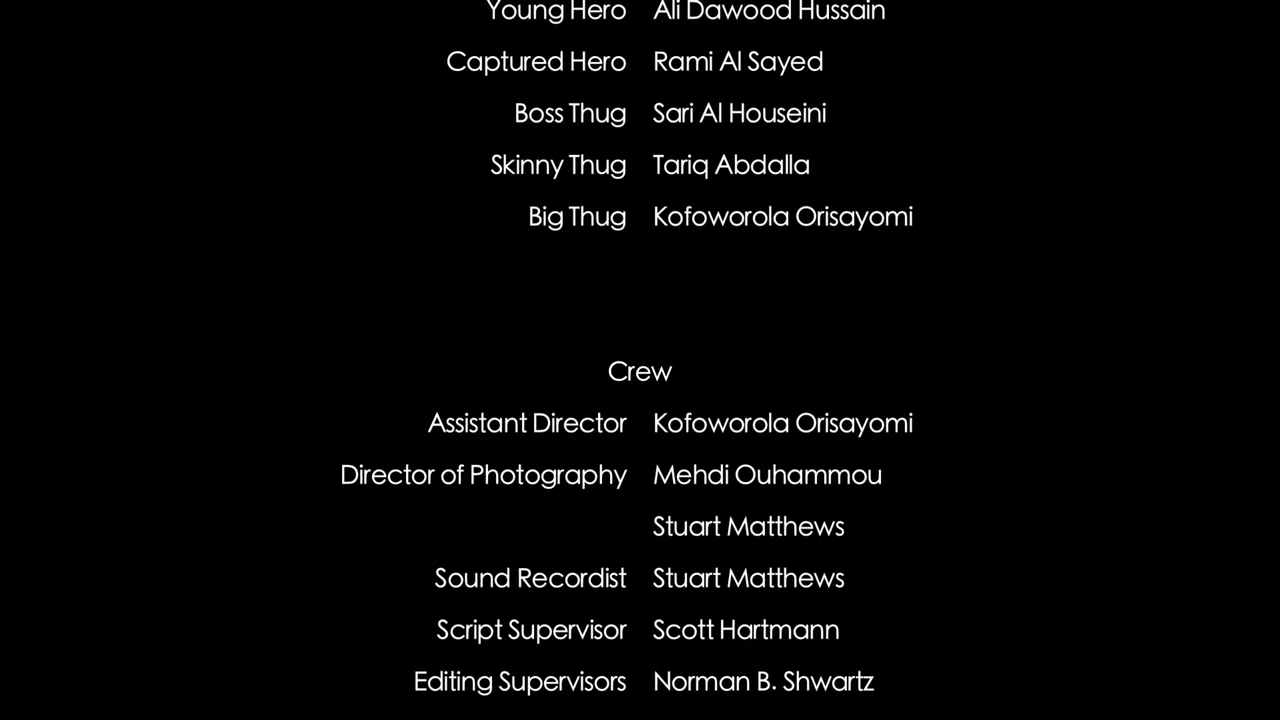 Young Hero Ali Dawood Hussain
Captured Hero Rami Al Sayed
Boss Thug Sari Al Houseini
Skinny Thug Tariq Abdalla
Big Thug Kofoworola Orisayomi
Crew
Assistant Director Kofoworola Orisayomi
Director of Photography Mehdi Ouhammou
Stuart Matthews
Sound Recordist Stuart Matthews
Script Supervisor Scott Hartmann
Editing Supervisors Norman B. Shwartz